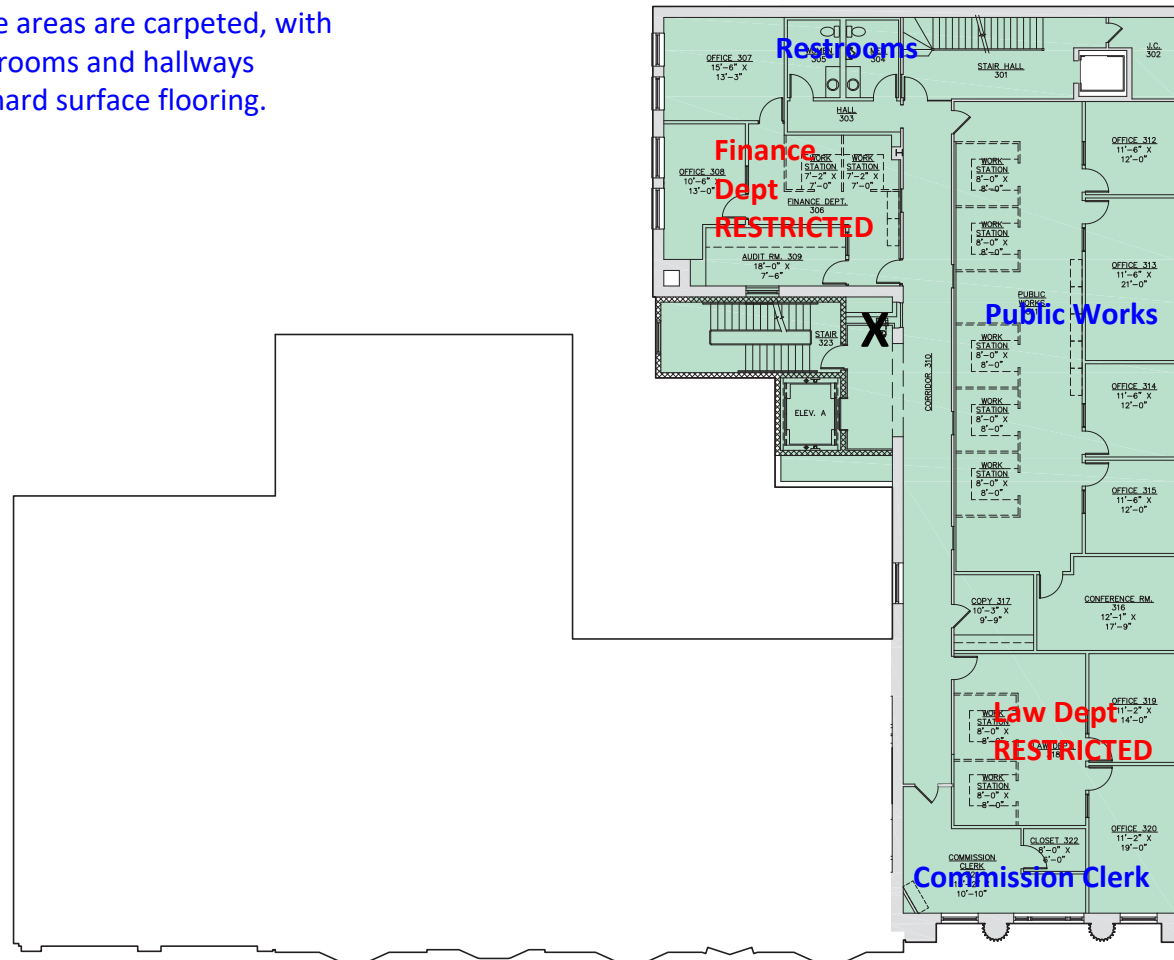 e areas are carpeted, with
rooms and hallways
hard surface flooring.
Restrooms
OFFICE 307
15'-6" X
13'-3"
305
304
STAIR HALL
301
J.C.
302
HALL
303
Finance
Dept
RESTRICTED
OFFICE 308
10'-6" X
13'-0"
WORK
STATION
7'-2" X
7'-0"
WORK
STATION
7'-2" X
7'-0"
FINANCE DEPT.
306
AUDIT RM. 309
18'-0" X
7'-6"
STAIR
323
X
ELEV. A
CORRIDOR 310
WORK
STATION
8'-0" X
8'-0"
WORK
STATION
8'-0" X
8'-0"
PUBLIC
WORKS
Public Works
WORK
STATION
8'-0" X
8'-0"
WORK
STATION
8'-0" X
8'-0"
WORK
STATION
8'-0" X
8'-0"
OFFICE 312
11'-6" X
12'-0"
OFFICE 313
11'-6" X
21'-0"
OFFICE 314
11'-6" X
12'-0"
OFFICE 315
11'-6" X
12'-0"
COPY 317
10'-3" X
9'-9"
CONFERENCE RM.
316
12'-1" X
17'-9"
Law Dept
RESTRICTED
WORK
STATION
8'-0" X
8'-0"
WORK
STATION
8'-0" X
8'-0"
OFFICE 319
11'-2" X
14'-0"
OFFICE 320
11'-2" X
19'-0"
CLOSET 322
8'-0" X
6'-0"
COMMISSION
CLERK
10'-10"
Commission Clerk